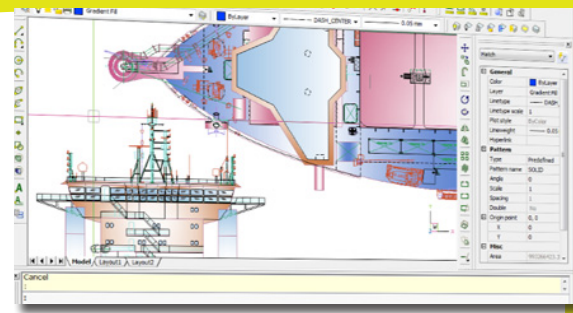 Gradient Fill
ByLayer
DASH_CENTER
0.05 mm
Hatch
General
Color ByLayer
Layer Gradient Fill
Linetype DASH_
Linetype scale 1
Plot style ByColor
Lineweight 0.05
Hyperlink
Pattern
Type Predefined
Pattern name SOLID
Angle 0
Scale 1
Spacing 1
Double No
Origin point 0, 0
X 0
Y 0
Misc
Area
Model Layout1 Layout2
Cancel
:
: